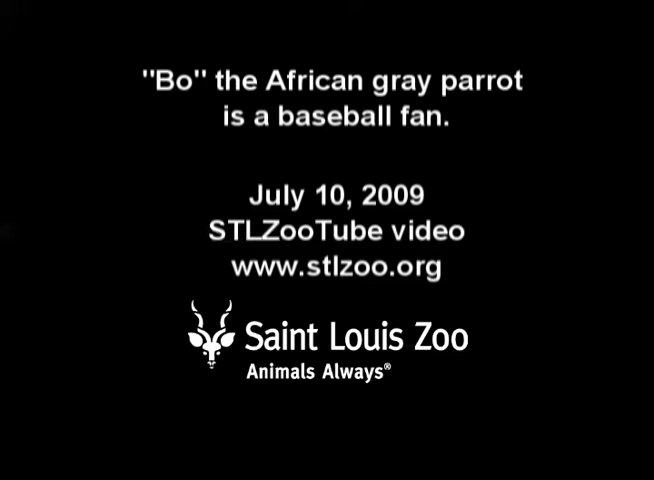 "Bo" the African gray parrot
is a baseball fan.
July 10, 2009
STLZooTube video
www.stlzoo.org
Saint Louis Zoo
Animals Always®